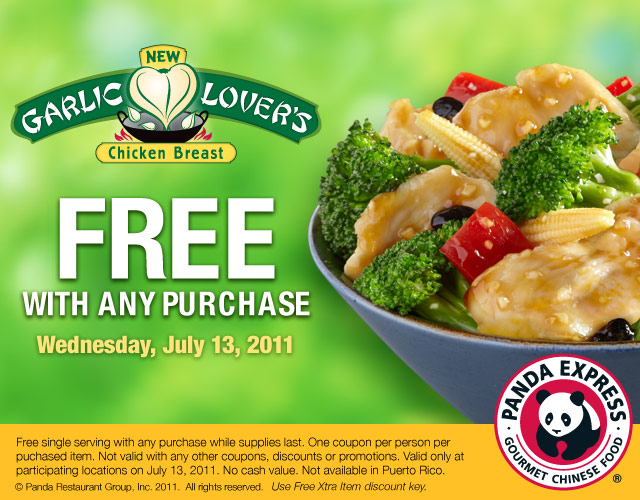 NEW
GARLIC LOVER'S
Chicken Breast
FREE
WITH ANY PURCHASE
Wednesday, July 13, 2011
PANDA EXPRESS
GOURMET CHINESE FOOD
®
Free single serving with any purchase while supplies last. One coupon per person per
puchased item. Not valid with any other coupons, discounts or promotions. Valid only at
participating locations on July 13, 2011. No cash value. Not available in Puerto Rico.
© Panda Restaurant Group, Inc. 2011. All rights reserved. Use Free Xtra Item discount key.